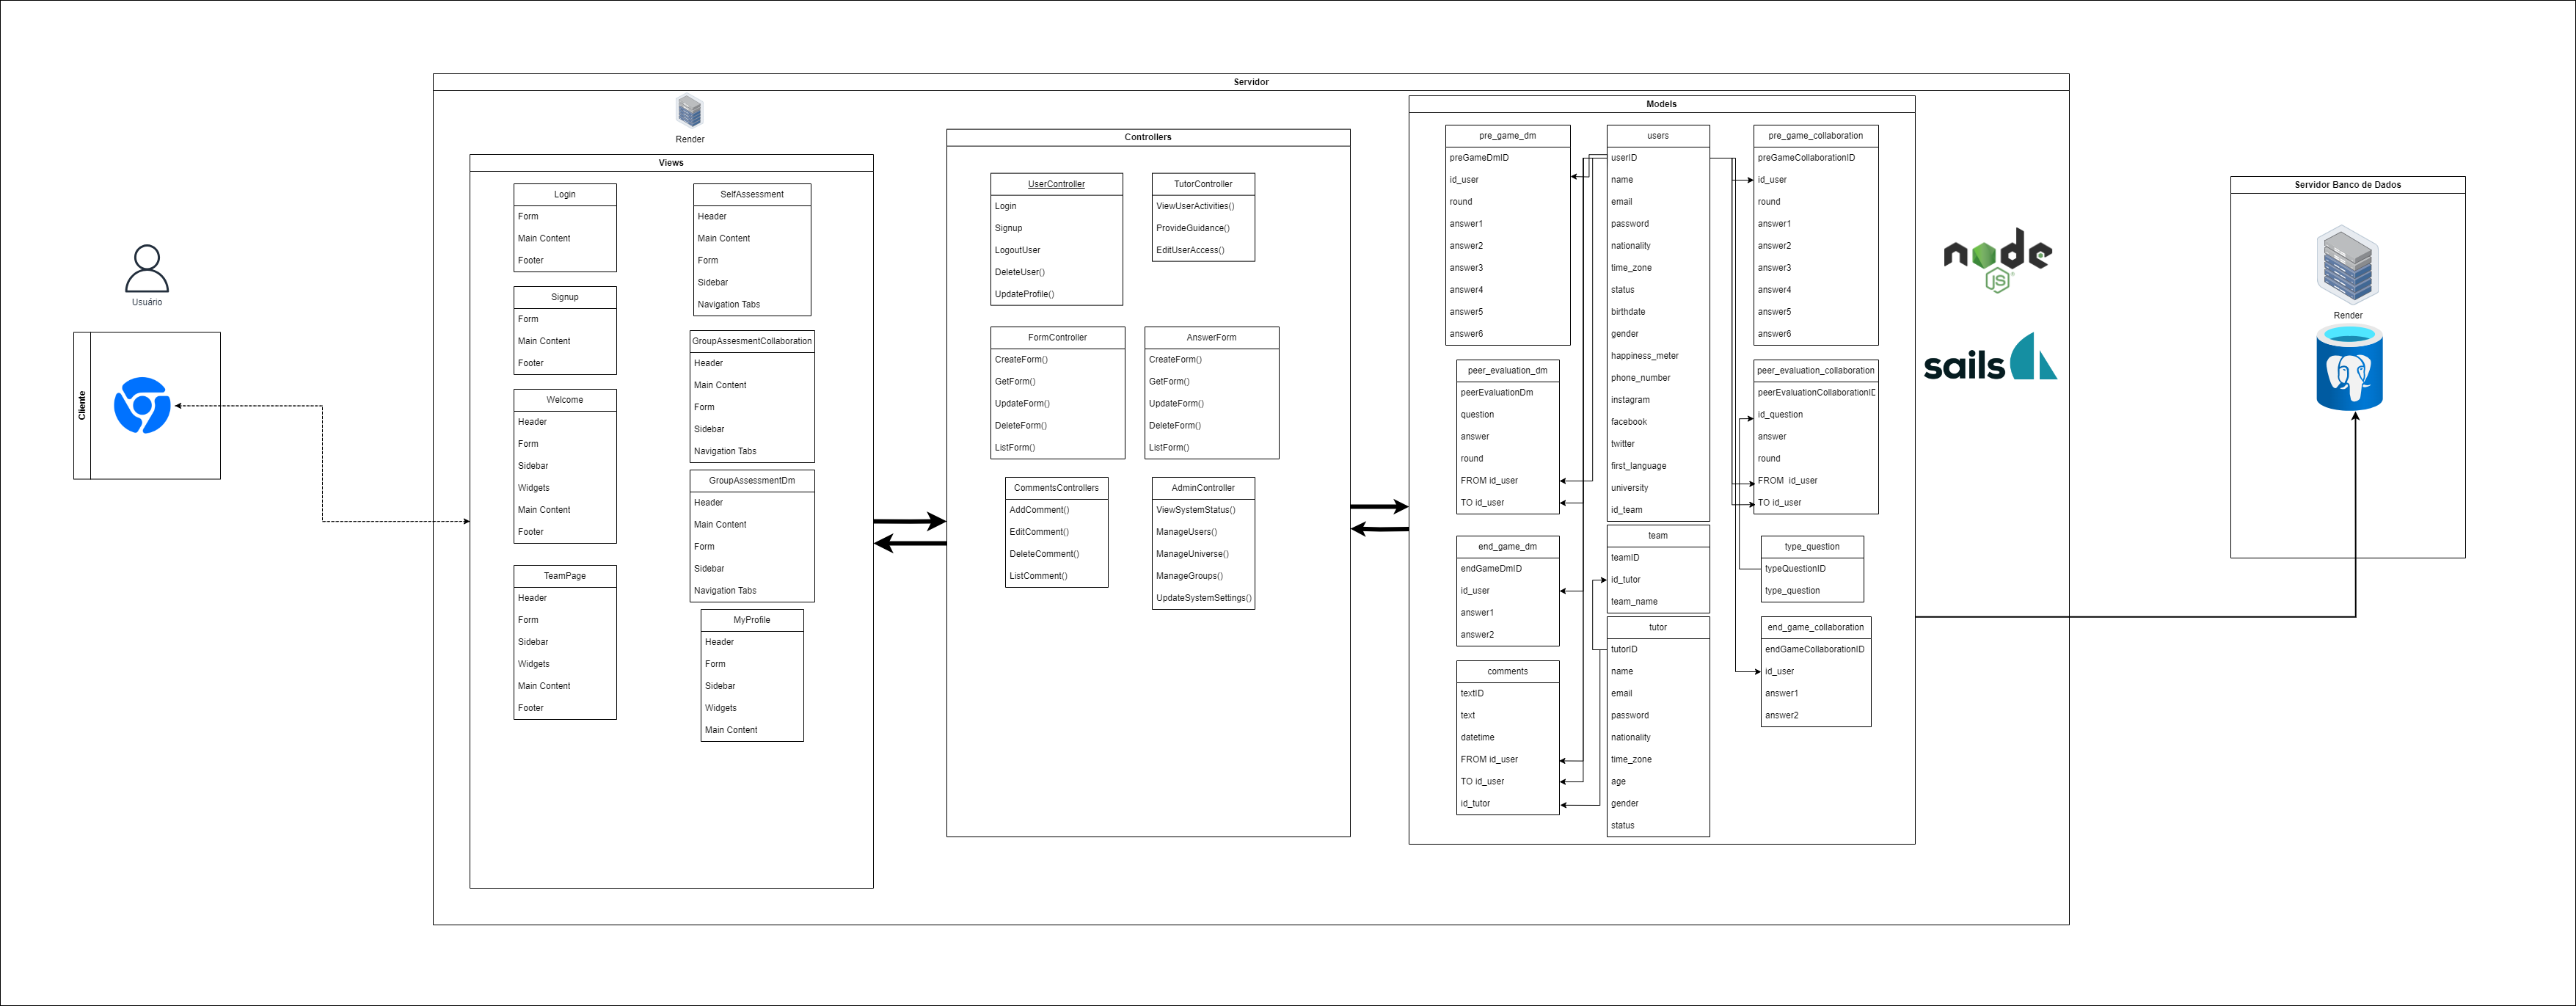 Servidor
Render
Usuário
Cliente
Views
Login
Form
Main Content
Footer
Signup
Form
Main Content
Footer
Welcome
Header
Form
Sidebar
Widgets
Main Content
Footer
TeamPage
Header
Form
Sidebar
Widgets
Main Content
Footer
SelfAssessment
Header
Main Content
Form
Sidebar
Navigation Tabs
GroupAssesmentCollaboration
Header
Main Content
Form
Sidebar
Navigation Tabs
GroupAssessmentDm
Header
Main Content
Form
Sidebar
Navigation Tabs
MyProfile
Header
Form
Sidebar
Widgets
Main Content
Controllers
UserController
Login
Signup
LogoutUser
DeleteUser()
UpdateProfile()
TutorController
ViewUserActivities()
ProvideGuidance()
EditUserAccess()
FormController
CreateForm()
GetForm()
UpdateForm()
DeleteForm()
ListForm()
AnswerForm
CreateForm()
GetForm()
UpdateForm()
DeleteForm()
ListForm()
CommentsControllers
AddComment()
EditComment()
DeleteComment()
ListComment()
AdminController
ViewSystemStatus()
ManageUsers()
ManageUniverse()
ManageGroups()
UpdateSystemSettings()
Models
pre_game_dm
preGameDmID
id_user
round
answer1
answer2
answer3
answer4
answer5
answer6
peer_evaluation_dm
peerEvaluationDm
question
answer
round
FROM id_user
TO id_user
end_game_dm
endGameDmID
id_user
answer1
answer2
comments
textID
text
datetime
FROM id_user
TO id_user
id_tutor
users
userID
name
email
password
nationality
time_zone
status
birthdate
gender
happiness_meter
phone_number
instagram
facebook
twitter
first_language
university
id_team
team
teamID
id_tutor
team_name
tutor
tutorID
name
email
password
nationality
time_zone
age
gender
status
pre_game_collaboration
preGameCollaborationID
id_user
round
answer1
answer2
answer3
answer4
answer5
answer6
peer_evaluation_collaboration
peerEvaluationCollaborationID
id_question
answer
round
FROM id_user
TO id_user
type_question
typeQuestionID
type_question
end_game_collaboration
endGameCollaborationID
id_user
answer1
answer2
node
JS
sails
Servidor Banco de Dados
Render